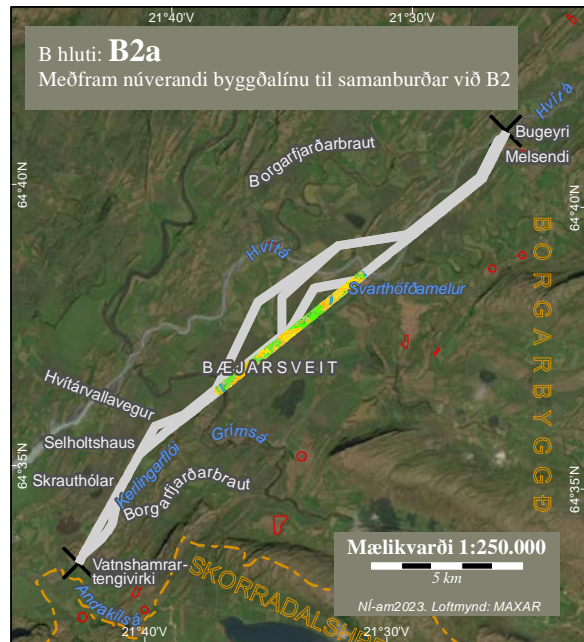 21°40'V
21°30'V
B hluti: B2a
Meðfram núverandi byggðalínu til samanburðar við B2
Hvítá
Bugeyri
Melsendi
Borgarfjarðarbraut
64°40'N
64°40'N
BORGARBYGGÐ
Hvítá
Svarthöfðamelur
BÆJARSVEIT
Hvítárvallavegur
Grímsá
Selholtshaus
64°35'N
64°35'N
Skrauthólar
Kerlingarflói
Borgarfjarðarbraut
Vatnshamrar-
tengivirki
Mælikvarði 1:250.000
5 km
SKORRADALSHRE
Andakílsá
NÍ-am2023. Loftmynd: MAXAR
21°40'V
21°30'V